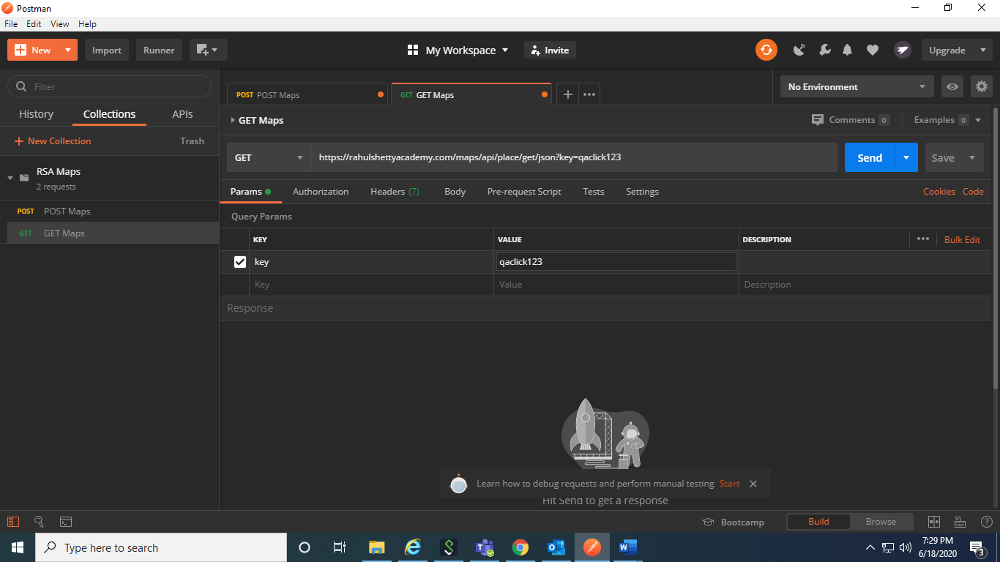 Postman
File Edit View Help
New Import Runner My Workspace Invite Upgrade
Filter
History Collections APIs
New Collection Trash
RSA Maps
2 requests
POST POST Maps
GET GET Maps
POST POST Maps GET GET Maps No Environment
GET Maps Comments 0 Examples 0
GET https://rahulshettyacademy.com/maps/api/place/get/json?key=qaclick123 Send Save
Params Authorization Headers (7) Body Pre-request Script Tests Settings Cookies Code
Query Params
KEY VALUE DESCRIPTION Bulk Edit
key qaclick123
Key Value Description
Response
Learn how to debug requests and perform manual testing Start
Hit Send to get a response
Bootcamp Build Browse
Type here to search
7:29 PM
6/18/2020
3